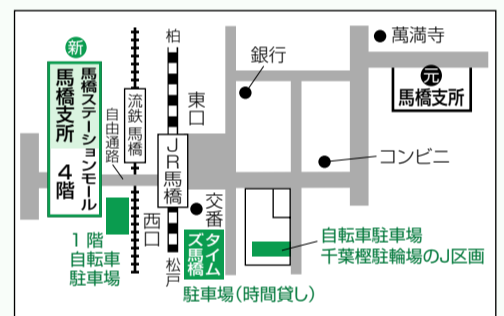 新
馬橋ステーションモール
馬橋支所 4階
自由通路
流鉄 馬橋
柏
JR馬橋
東口
西口
松戸
交番
タイムズ馬橋
駐車場(時間貸し)
1階
自転車
駐車場
銀行
萬満寺
元
馬橋支所
コンビニ
自転車駐車場
千葉樫駐輪場のJ区画